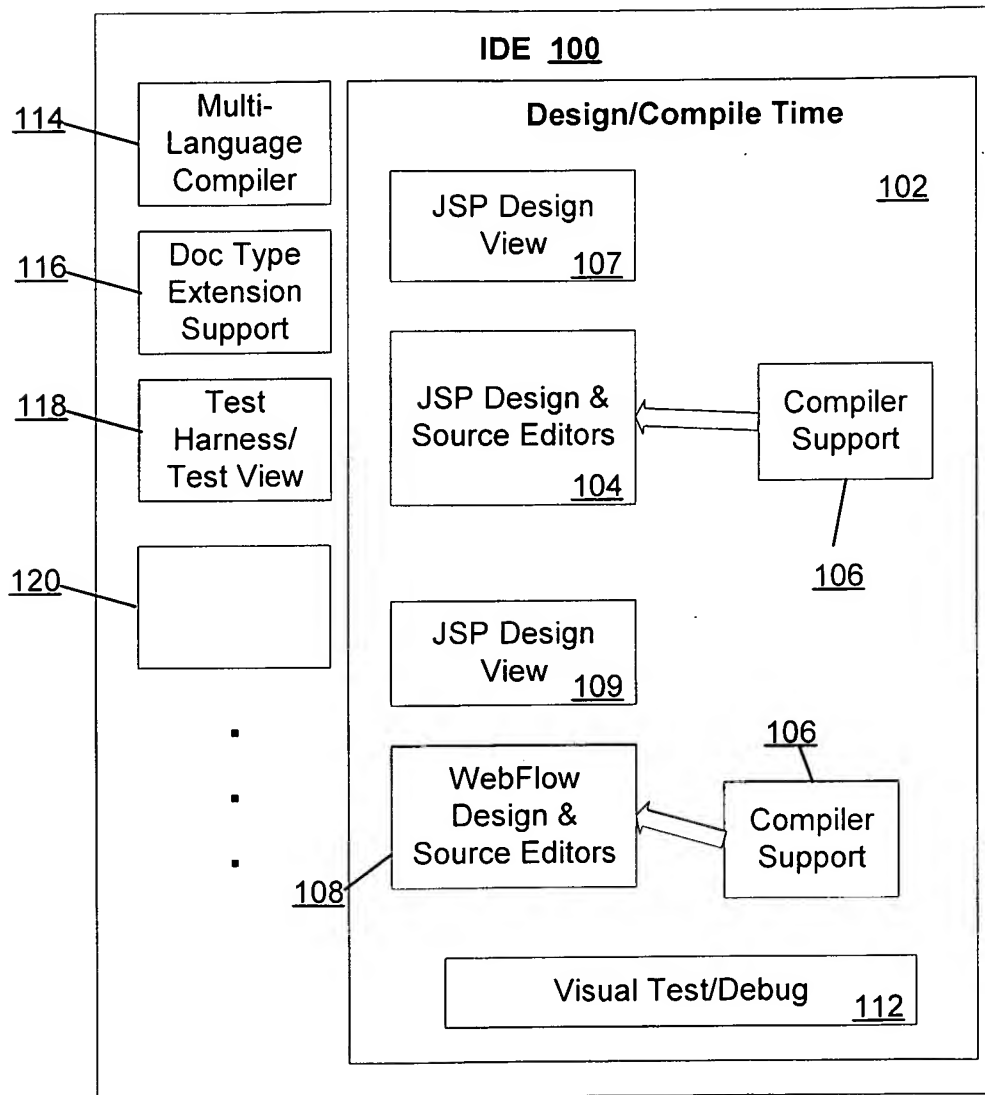 IDE 100
114
Multi-
Language
Compiler
Design/Compile Time
102
JSP Design
View
107
116
Doc Type
Extension
Support
118
Test
Harness/
Test View
JSP Design &
Source Editors
104
Compiler
Support
106
120
JSP Design
View
109
106
WebFlow
Design &
Source Editors
108
Compiler
Support
Visual Test/Debug
112